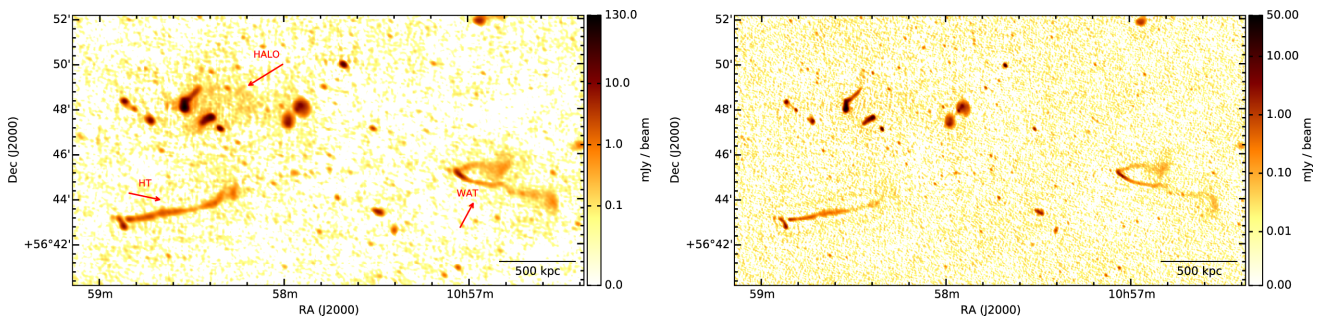 52'
50'
48'
46'
44'
+56°42'
Dec (J2000)
HALO
HT
WAT
500 kpc
59m
58m
10h57m
RA (J2000)
130.0
10.0
1.0
0.1
0.0
mJy / beam
52'
50'
48'
46'
44'
+56°42'
Dec (J2000)
500 kpc
59m
58m
10h57m
RA (J2000)
50.00
10.00
1.00
0.10
0.01
0.00
mJy / beam